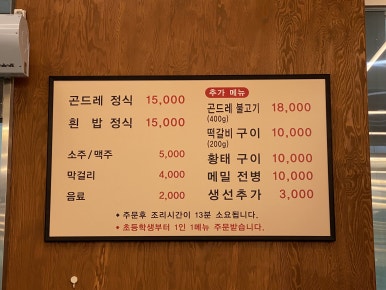 곤드레 정식 15,000
흰 밥 정식 15,000
소주/맥주 5,000
막걸리 4,000
음료 2,000
추가 메뉴
곤드레 불고기 18,000
(400g)
떡갈비 구이 10,000
(200g)
황태 구이 10,000
메밀 전병 10,000
생선추가 3,000
* 주문후 조리시간이 13분 소요됩니다.
* 초등학생부터 1인 1메뉴 주문받습니다.